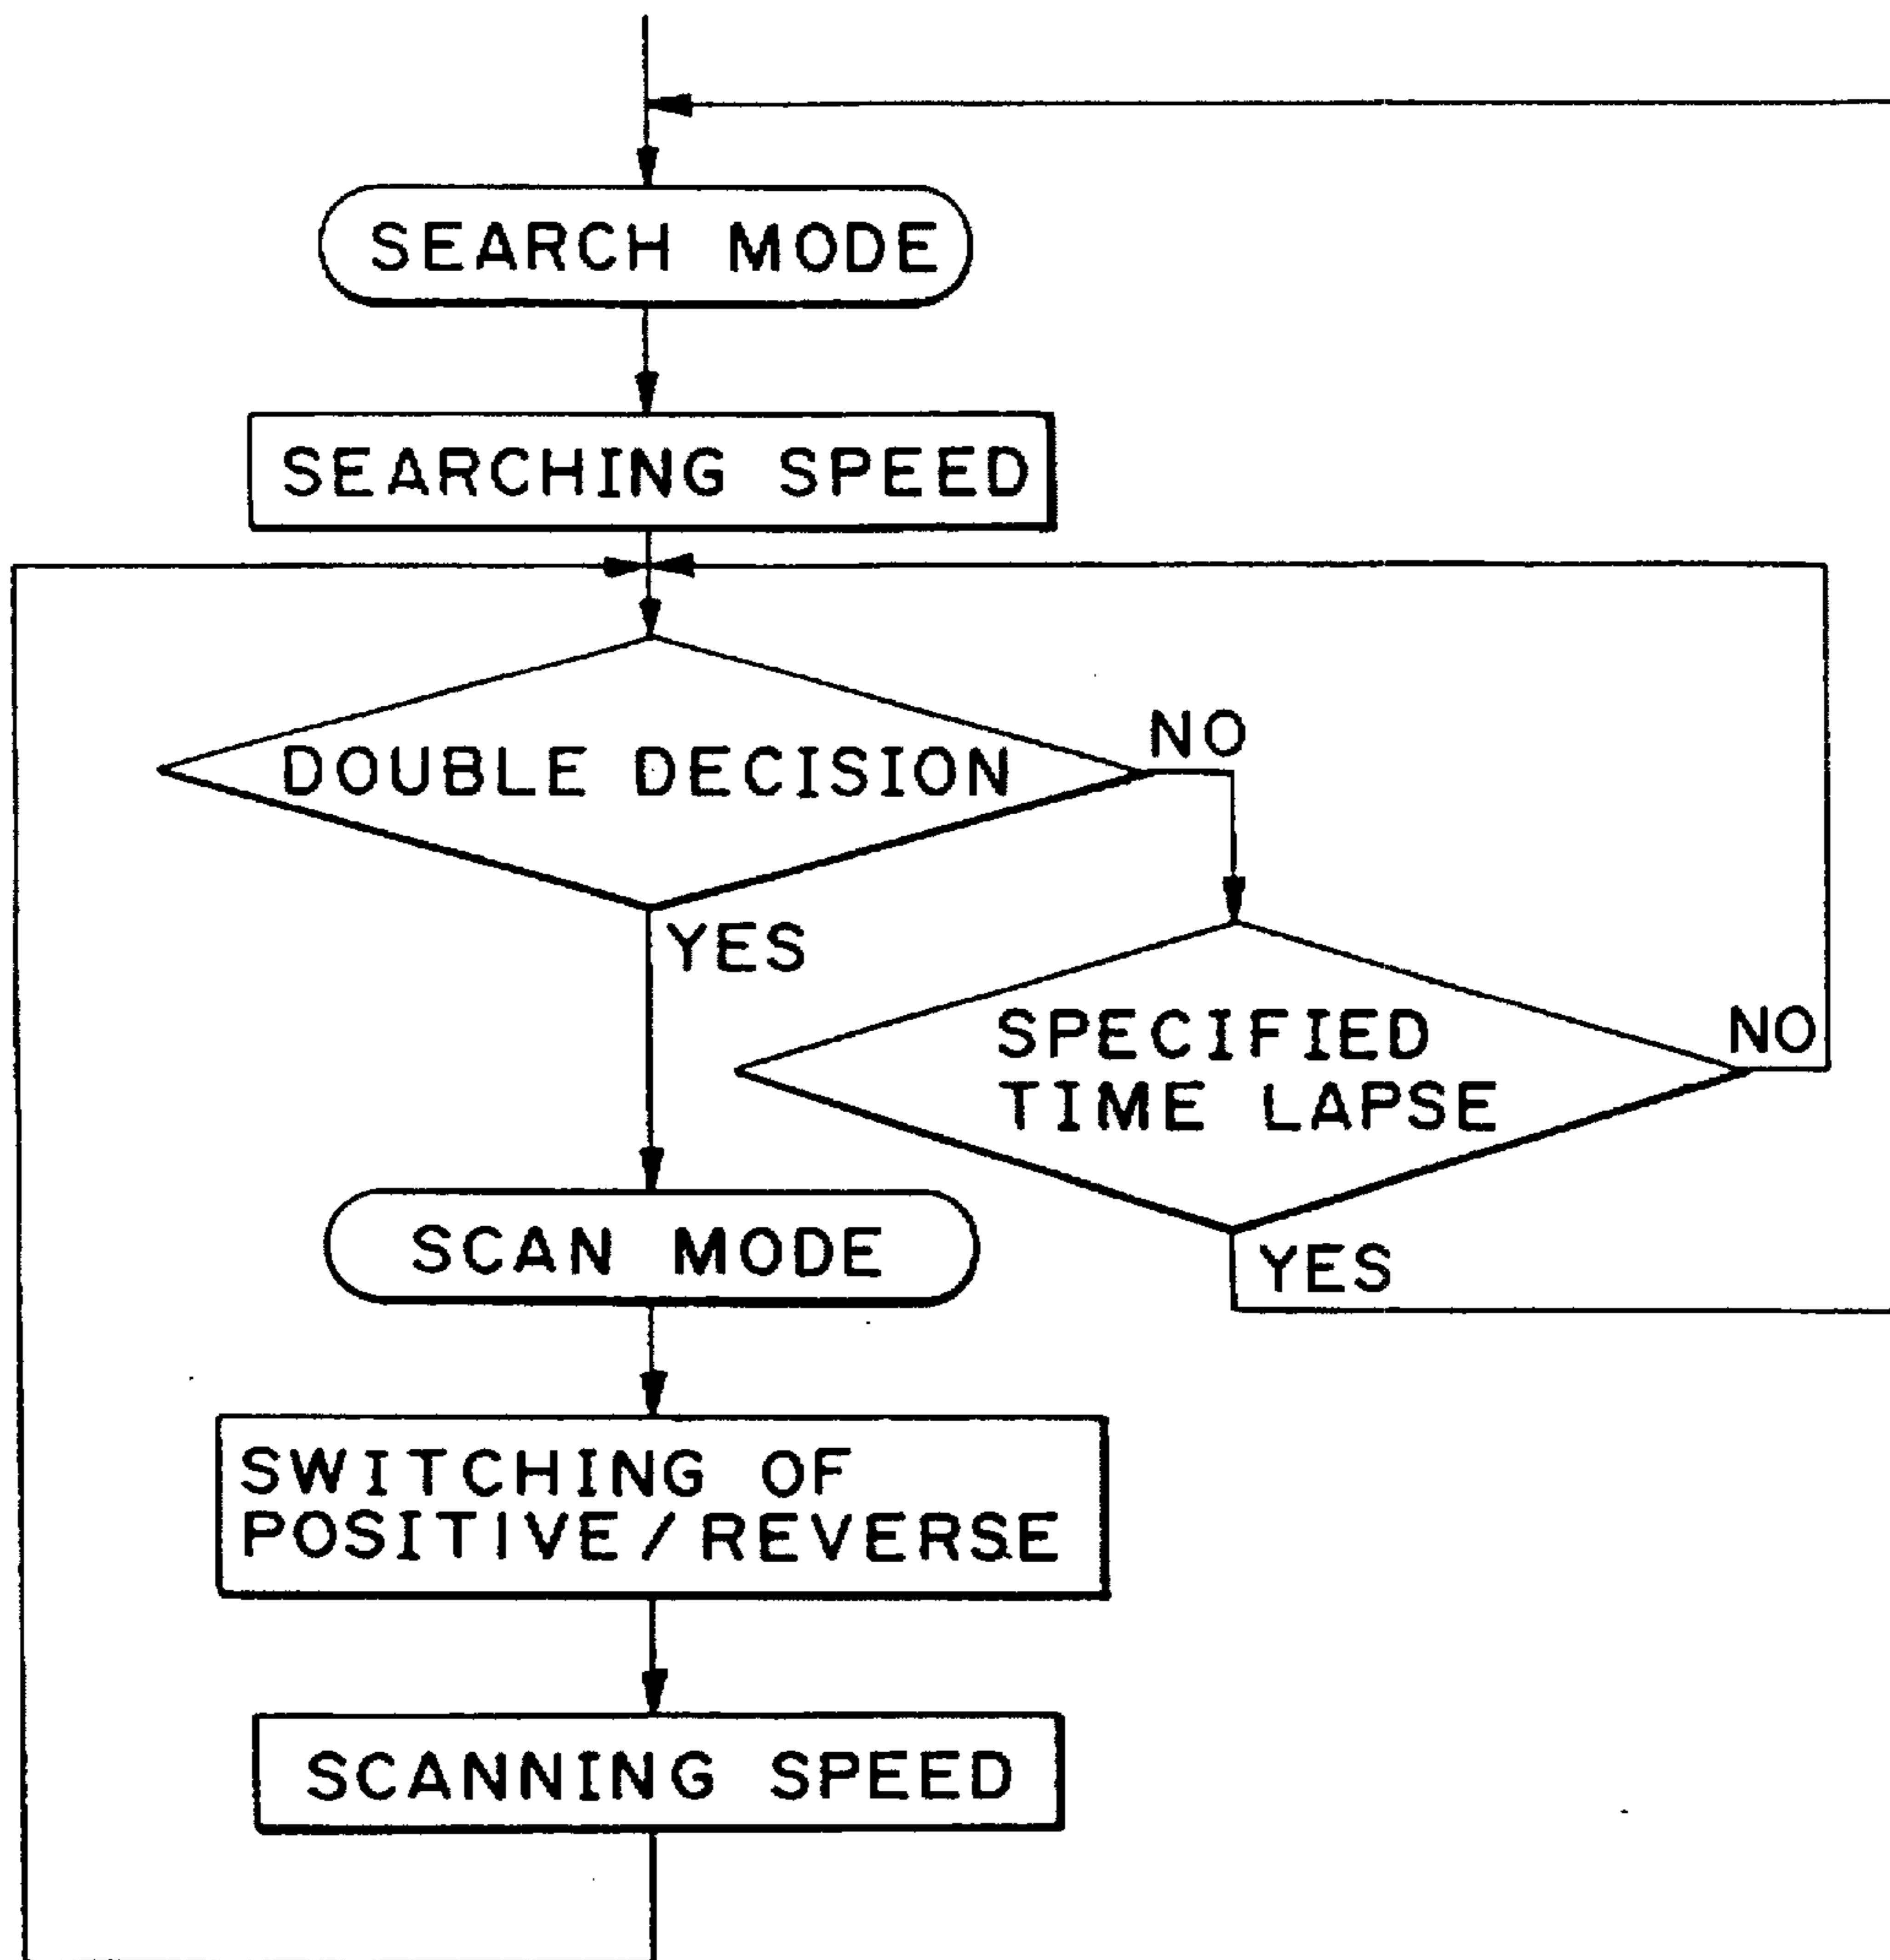 SEARCH MODE
SEARCHING SPEED
DOUBLE DECISION
NO
YES
SPECIFIED
TIME LAPSE
NO
YES
SCAN MODE
SWITCHING OF
POSITIVE/REVERSE
SCANNING SPEED